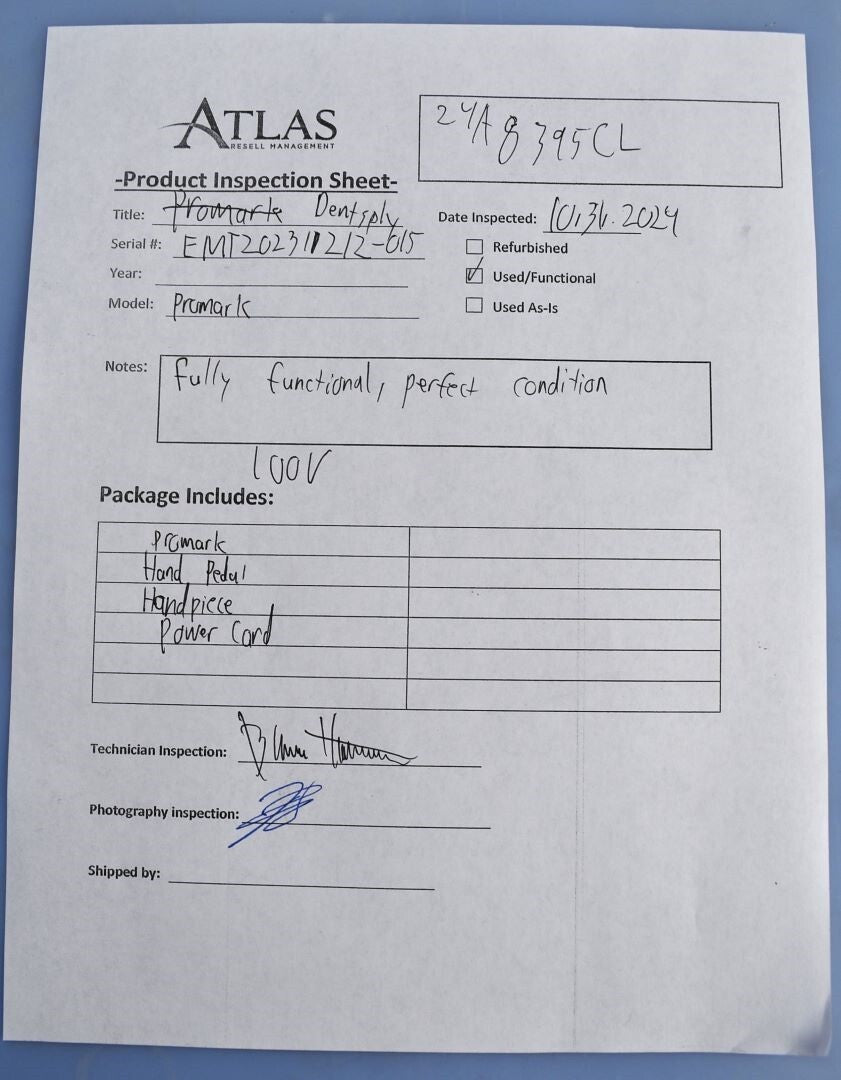 ATLAS
RESELL MANAGEMENT
24A8395CL
-Product Inspection Sheet-
Title: Promark Dentsply
Date Inspected: 10.31.2024
Serial #: EMT20231212-015
Refurbished
Year:
Used/Functional
Model: Promark
Used As-Is
Notes: Fully functional, perfect condition
100V
Package Includes:
Promark
Hand Pedal
Handpiece
Power Cord
Technician Inspection:
Photography inspection:
Shipped by: